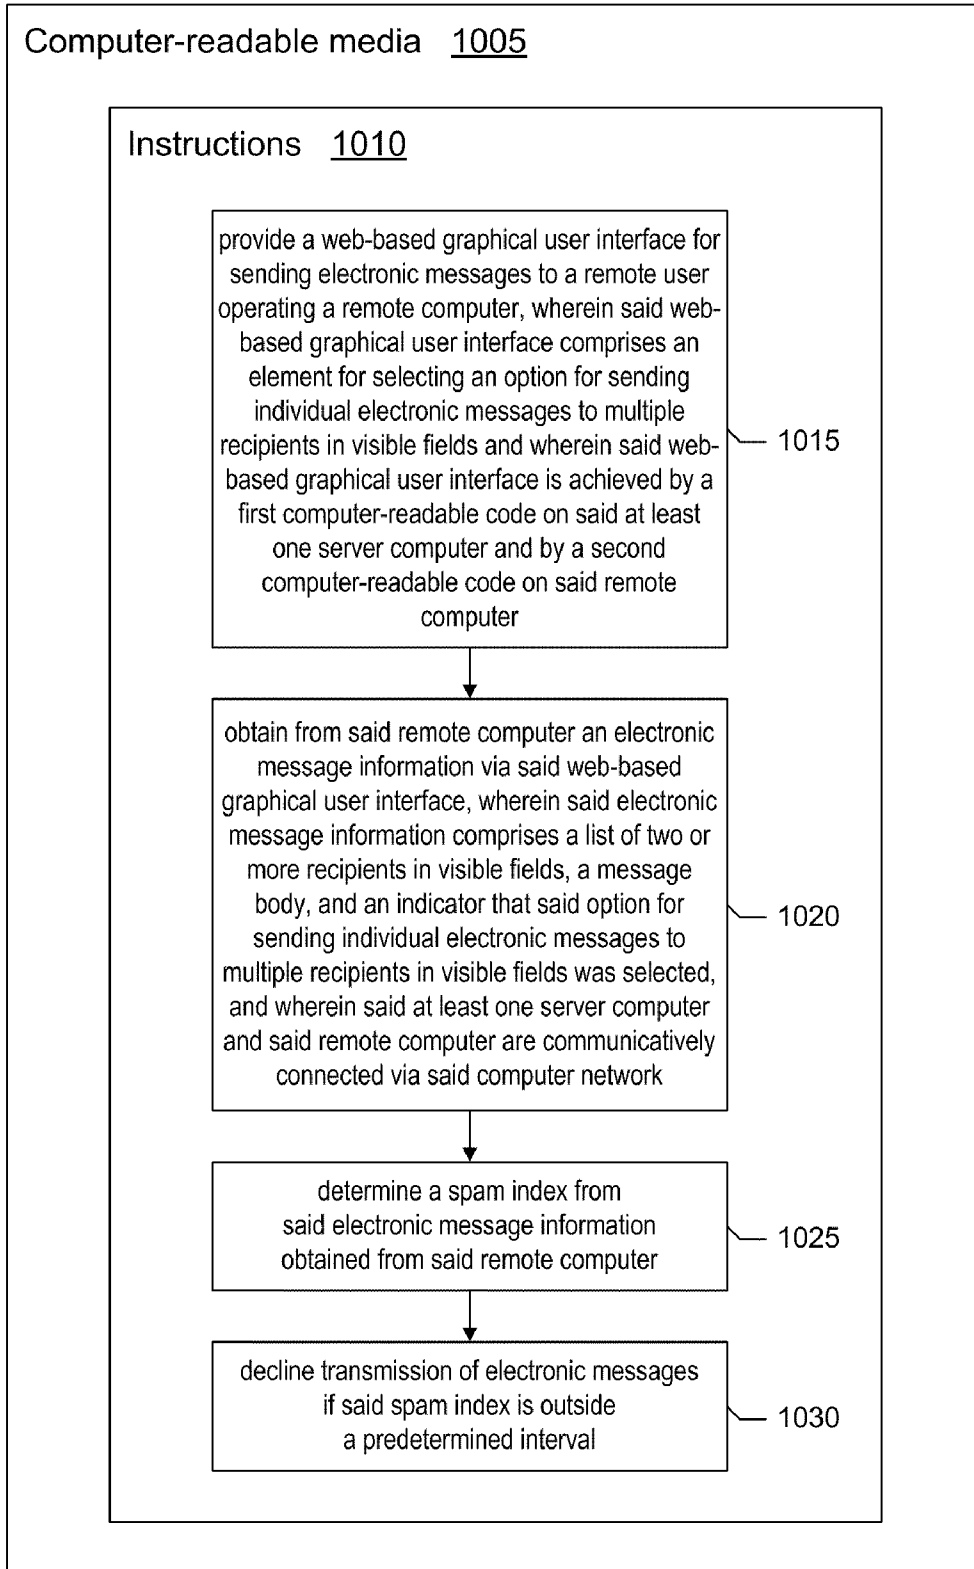 Computer-readable media 1005
Instructions 1010
provide a web-based graphical user interface for
sending electronic messages to a remote user
operating a remote computer, wherein said web-
based graphical user interface comprises an
element for selecting an option for sending
individual electronic messages to multiple
recipients in visible fields and wherein said web-
based graphical user interface is achieved by a
first computer-readable code on said at least
one server computer and by a second
computer-readable code on said remote
computer
1015
obtain from said remote computer an electronic
message information via said web-based
graphical user interface, wherein said electronic
message information comprises a list of two or
more recipients in visible fields, a message
body, and an indicator that said option for
sending individual electronic messages to
multiple recipients in visible fields was selected,
and wherein said at least one server computer
and said remote computer are communicatively
connected via said computer network
1020
determine a spam index from
said electronic message information
obtained from said remote computer
1025
decline transmission of electronic messages
if said spam index is outside
a predetermined interval
1030